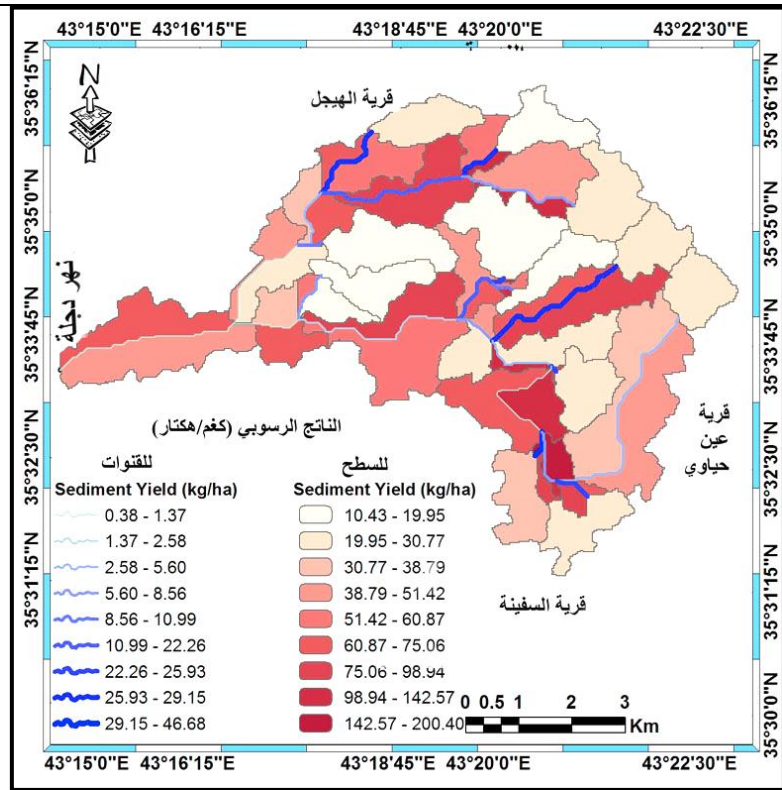 43°15'0"E 43°16'15"E 43°18'45"E 43°20'0"E 43°22'30"E
35°36'15"N
35°36'15"N
N
قرية الهيجل
35°35'0"N
35°35'0"N
نهر دجلة
35°33'45"N
35°33'45"N
قرية
عين
حياوي
35°32'30"N
35°32'30"N
الناتج الرسوبي (كغم/هكتار)
للقنوات
Sediment Yield (kg/ha)
0.38 - 1.37
1.37 - 2.58
2.58 - 5.60
5.60 - 8.56
8.56 - 10.99
10.99 - 22.26
22.26 - 25.93
25.93 - 29.15
29.15 - 46.68
للسطح
Sediment Yield (kg/ha)
10.43 - 19.95
19.95 - 30.77
30.77 - 38.79
38.79 - 51.42
51.42 - 60.87
60.87 - 75.06
75.06 - 98.94
98.94 - 142.57
142.57 - 200.40
قرية السفينة
35°31'15"N
35°31'15"N
0 0.5 1 2 3
Km
35°30'0"N
43°15'0"E 43°16'15"E 43°18'45"E 43°20'0"E 43°22'30"E